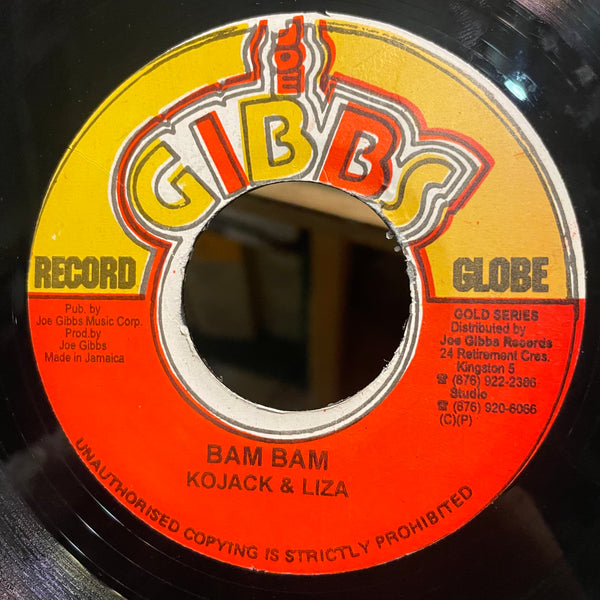 JOE
GIBBS
RECORD
GLOBE
Pub. by
Joe Gibbs Music Corp.
Prod.by
Joe Gibbs
Made in Jamaica
GOLD SERIES
Distributed by
Joe Gibbs Records
24 Retirement Cres.
Kingston 5
☎ (876) 922-2386
Studio
☎ (876) 920-6066
(C)(P)
BAM BAM
KOJACK & LIZA
UNAUTHORISED COPYING IS STRICTLY PROHIBITED